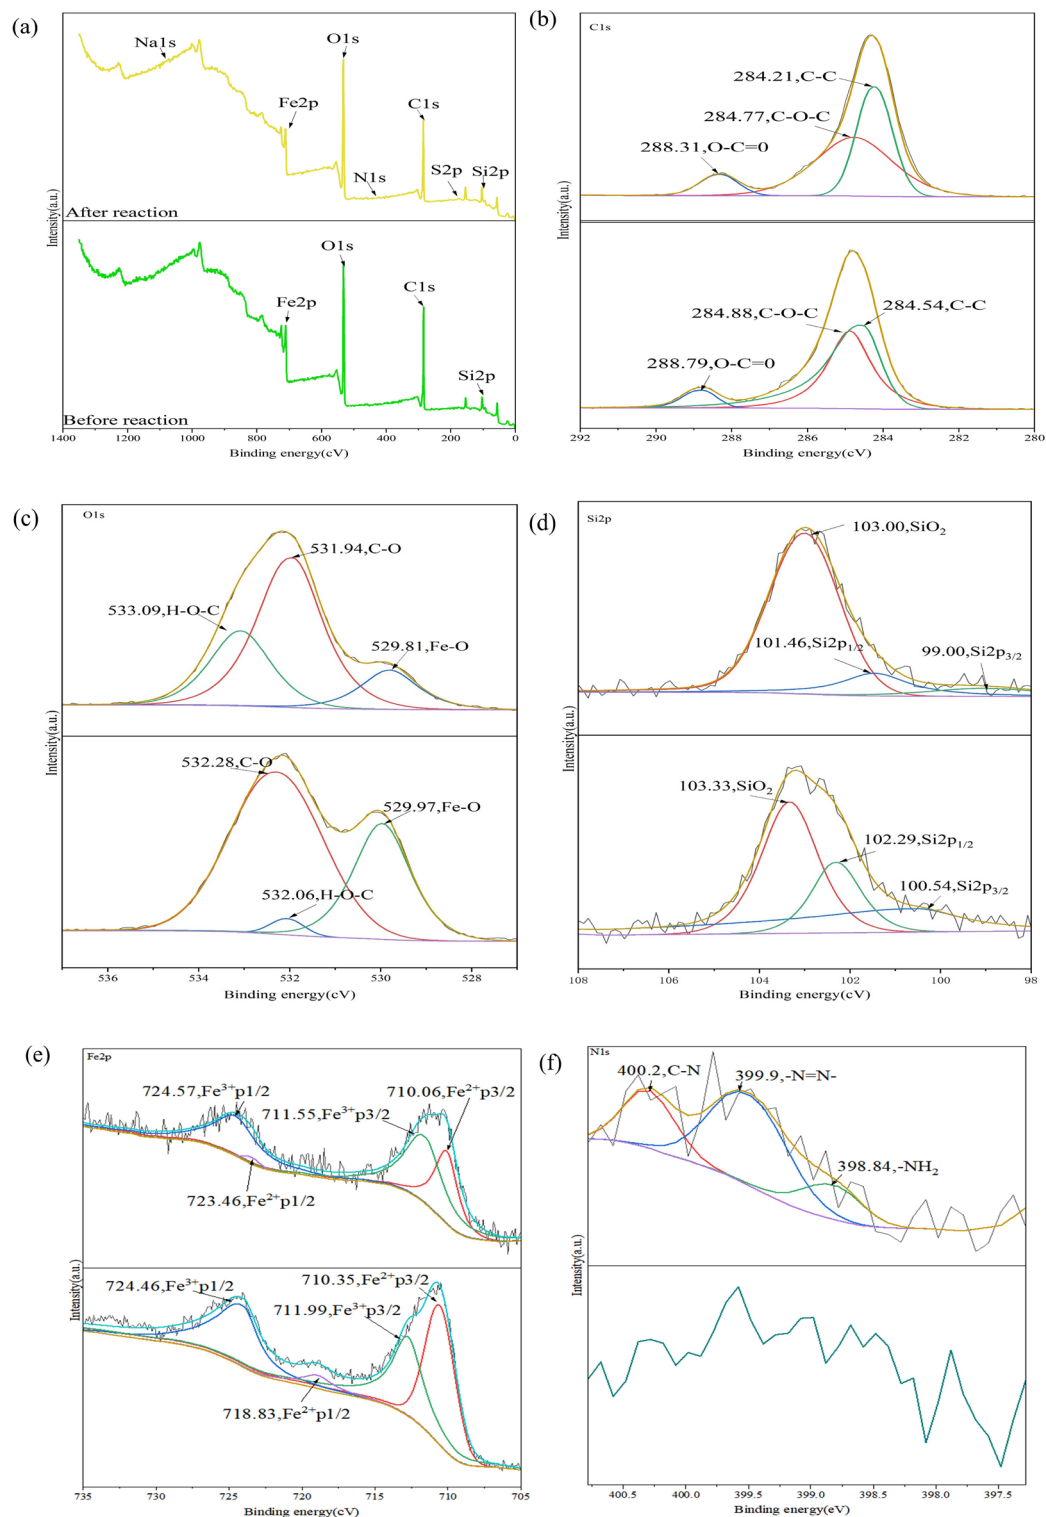 (a)
Na1s
O1s
Fe2p
C1s
N1s
S2p
Si2p
After reaction
O1s
Fe2p
C1s
Si2p
Before reaction
Intensity(a.u.)
1400 1200 1000 800 600 400 200 0
Binding energy(cV)
(b)
C1s
284.21,C-C
284.77,C-O-C
288.31,O-C=0
284.54,C-C
284.88,C-O-C
288.79,O-C=0
Intensity(a.u.)
292 290 288 286 284 282 280
Binding energy(cV)
(c)
O1s
531.94,C-O
533.09,H-O-C
529.81,Fe-O
532.28,C-O
529.97,Fe-O
532.06,H-O-C
Intensity(a.u.)
536 534 532 530 528
Binding energy(cV)
(d)
Si2p
103.00,SiO2
101.46,Si2p1/2
99.00,Si2p3/2
103.33,SiO2
102.29,Si2p1/2
100.54,Si2p3/2
Intensity(a.u.)
108 106 104 102 100 98
Binding energy(cV)
(e)
Fe2p
724.57,Fe3+p1/2
710.06,Fe2+p3/2
711.55,Fe3+p3/2
723.46,Fe2+p1/2
710.35,Fe2+p3/2
724.46,Fe3+p1/2
711.99,Fe3+p3/2
718.83,Fe2+p1/2
Intensity(a.u.)
735 730 725 720 715 710 705
Binding energy(cV)
(f)
N1s
400.2,C-N
399.9,-N=N-
398.84,-NH2
Intensity(a.u.)
400.5 400.0 399.5 399.0 398.5 398.0 397.5
Binding energy(eV)